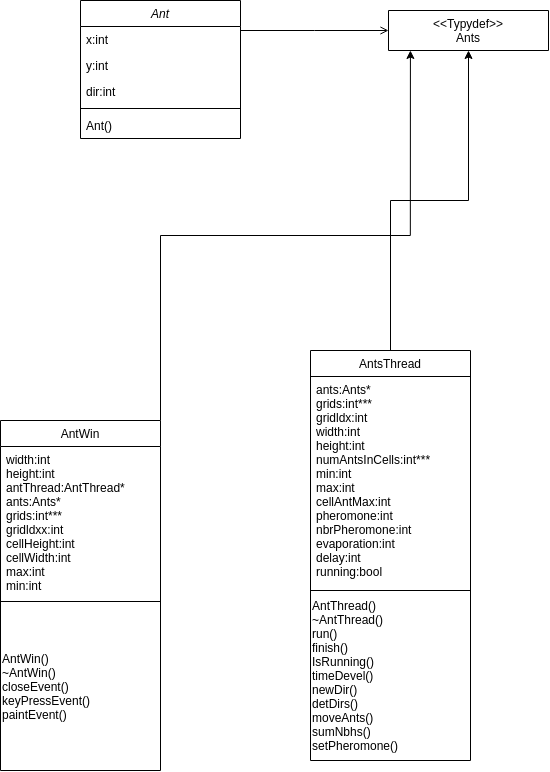 Ant
x:int
y:int
dir:int
Ant()
<<Typydef>>
Ants
AntWin
width:int
height:int
antThread:AntThread*
ants:Ants*
grids:int***
gridIdxx:int
cellHeight:int
cellWidth:int
max:int
min:int
AntWin()
~AntWin()
closeEvent()
keyPressEvent()
paintEvent()
AntsThread
ants:Ants*
grids:int***
gridIdx:int
width:int
height:int
numAntsInCells:int***
min:int
max:int
cellAntMax:int
pheromone:int
nbrPheromone:int
evaporation:int
delay:int
running:bool
AntThread()
~AntThread()
run()
finish()
IsRunning()
timeDevel()
newDir()
detDirs()
moveAnts()
sumNbhs()
setPheromone()